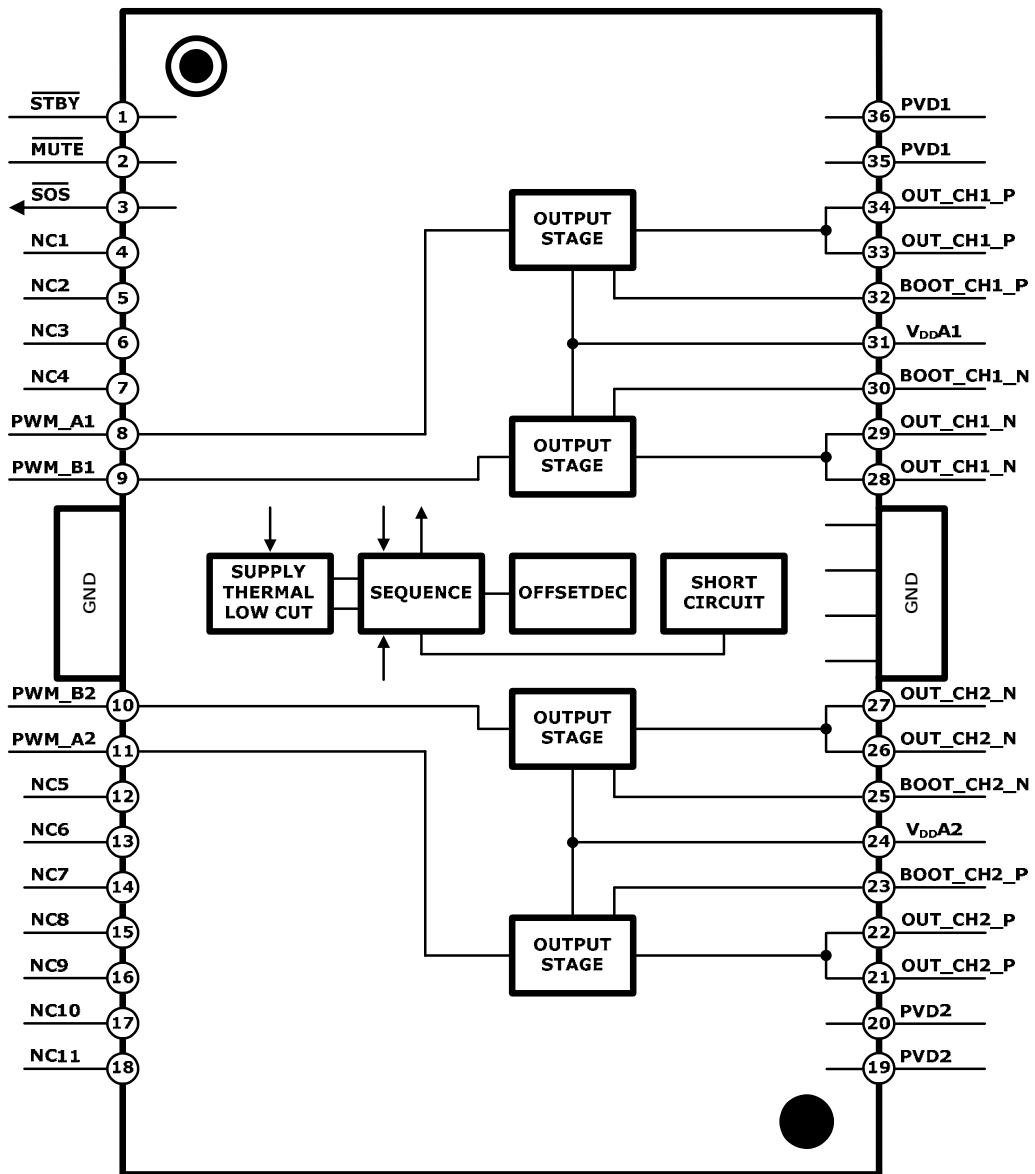 STBY
1
36
PVD1
MUTE
2
35
PVD1
SOS
3
34
OUT_CH1_P
NC1
4
33
OUT_CH1_P
NC2
5
32
BOOT_CH1_P
NC3
6
31
VDDA1
NC4
7
30
BOOT_CH1_N
PWM_A1
8
29
OUT_CH1_N
PWM_B1
9
28
OUT_CH1_N
OUTPUT
STAGE
OUTPUT
STAGE
GND
SUPPLY
THERMAL
LOW CUT
SEQUENCE
OFFSETDEC
SHORT
CIRCUIT
GND
PWM_B2
10
27
OUT_CH2_N
PWM_A2
11
26
OUT_CH2_N
NC5
12
25
BOOT_CH2_N
NC6
13
24
VDDA2
NC7
14
23
BOOT_CH2_P
NC8
15
22
OUT_CH2_P
NC9
16
21
OUT_CH2_P
NC10
17
20
PVD2
NC11
18
19
PVD2
OUTPUT
STAGE
OUTPUT
STAGE